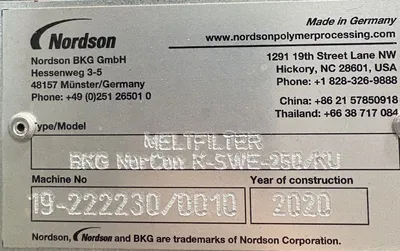 Nordson
Made in Germany
www.nordsonpolymerprocessing.com
Nordson BKG GmbH
Hessenweg 3-5
48157 Münster/Germany
Phone: +49 (0)251 26501 0
1291 19th Street Lane NW
Hickory, NC 28601, USA
Phone: +1 828-326-9888
China: +86 21 57850918
Thailand: +66 38 717 084
Type/Model
MELTFILTER
BKG NorCon K-SWE-250/KU
Machine No
Year of construction
19-222230/0010
2020
Nordson, Nordson and BKG are trademarks of Nordson Corporation.